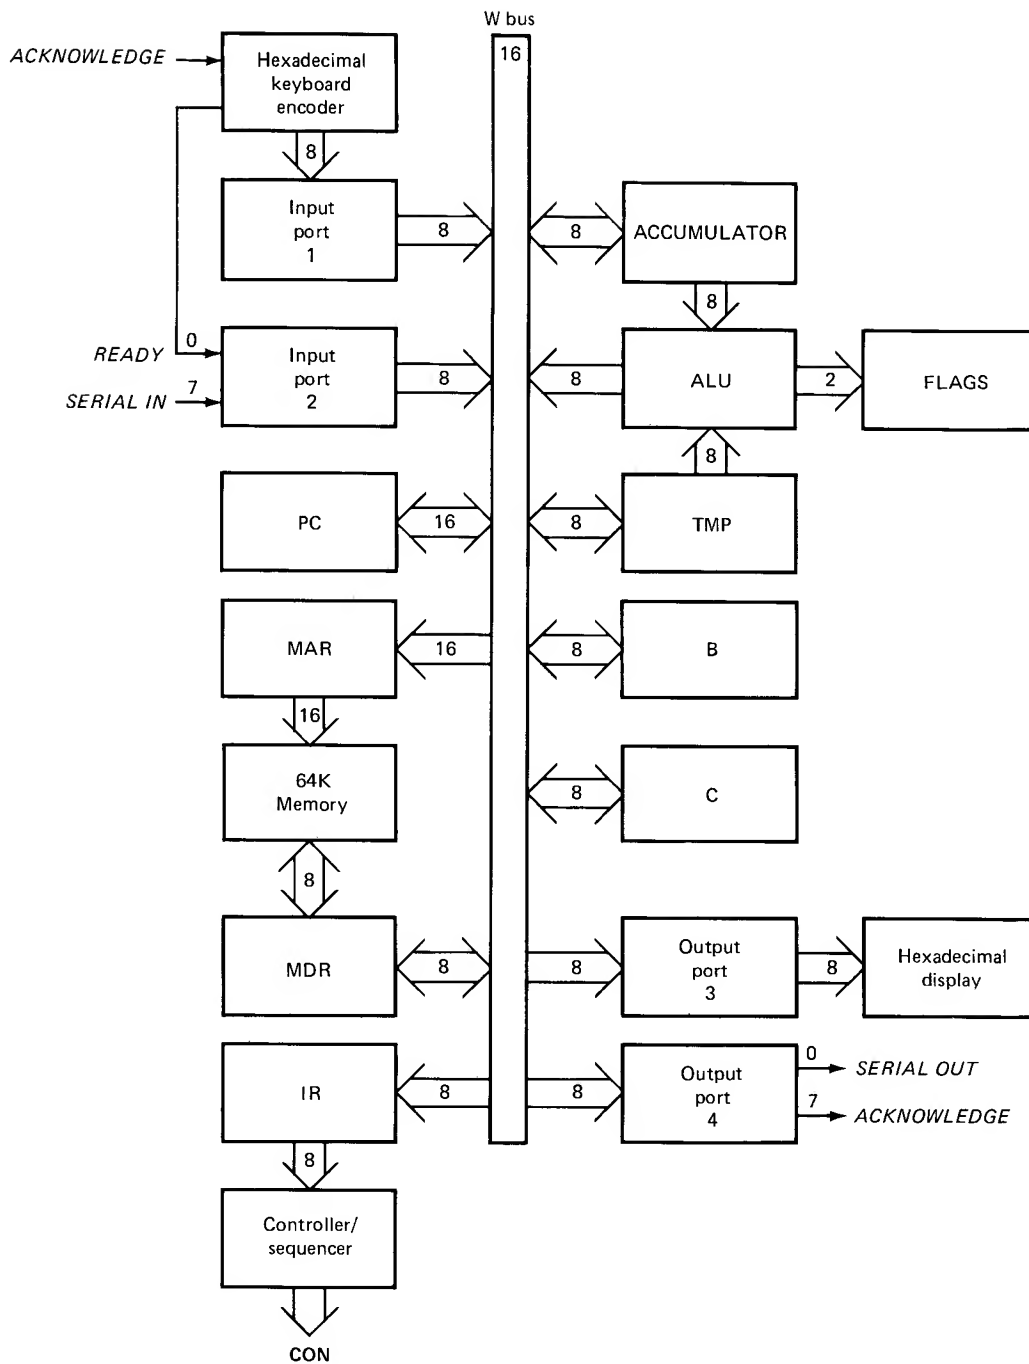 W bus
16
ACKNOWLEDGE
Hexadecimal
keyboard
encoder
8
Input
port
1
8
8
ACCUMULATOR
8
READY
0
SERIAL IN
7
Input
port
2
8
8
ALU
2
FLAGS
8
PC
16
8
TMP
MAR
16
8
B
16
64K
Memory
8
C
8
MDR
8
8
Output
port
3
8
Hexadecimal
display
IR
8
8
Output
port
4
0
SERIAL OUT
7
ACKNOWLEDGE
8
Controller/
sequencer
CON